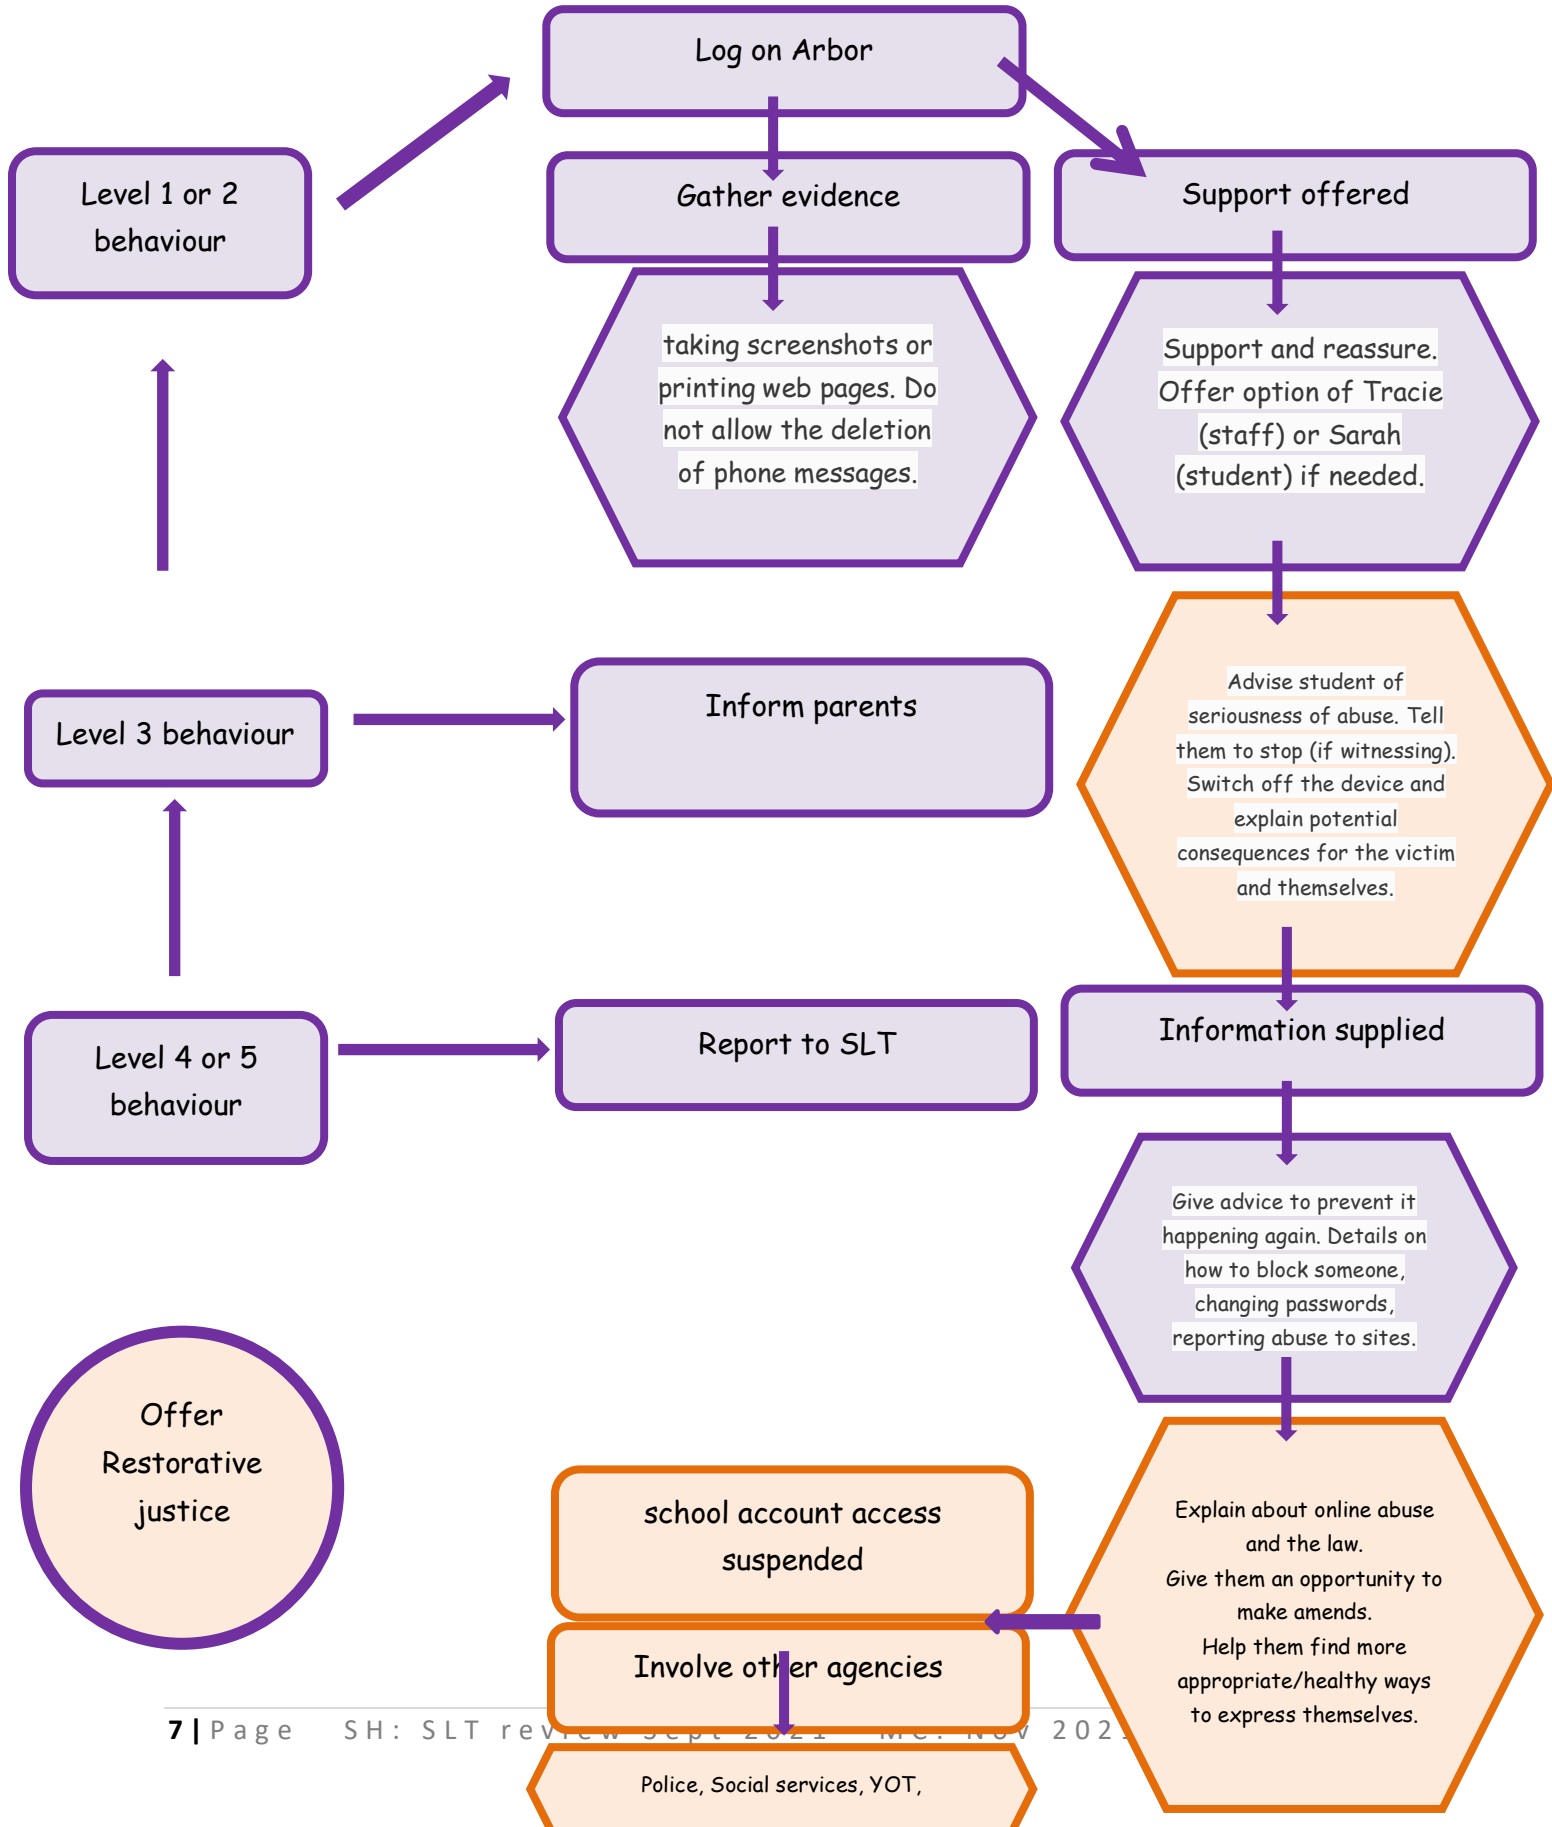 Log on Arbor
Level 1 or 2
behaviour
Gather evidence
Support offered
taking screenshots or
printing web pages. Do
not allow the deletion
of phone messages.
Support and reassure.
Offer option of Tracie
(staff) or Sarah
(student) if needed.
Level 3 behaviour
Inform parents
Advise student of
seriousness of abuse. Tell
them to stop (if witnessing).
Switch off the device and
explain potential
consequences for the victim
and themselves.
Level 4 or 5
behaviour
Report to SLT
Information supplied
Give advice to prevent it
happening again. Details on
how to block someone,
changing passwords,
reporting abuse to sites.
Offer
Restorative
justice
school account access
suspended
Explain about online abuse
and the law.
Give them an opportunity to
make amends.
Help them find more
appropriate/healthy ways
to express themselves.
Involve other agencies
7 | Page SH: SLT review Sept 2021 MC: Nov 202
Police, Social services, YOT,